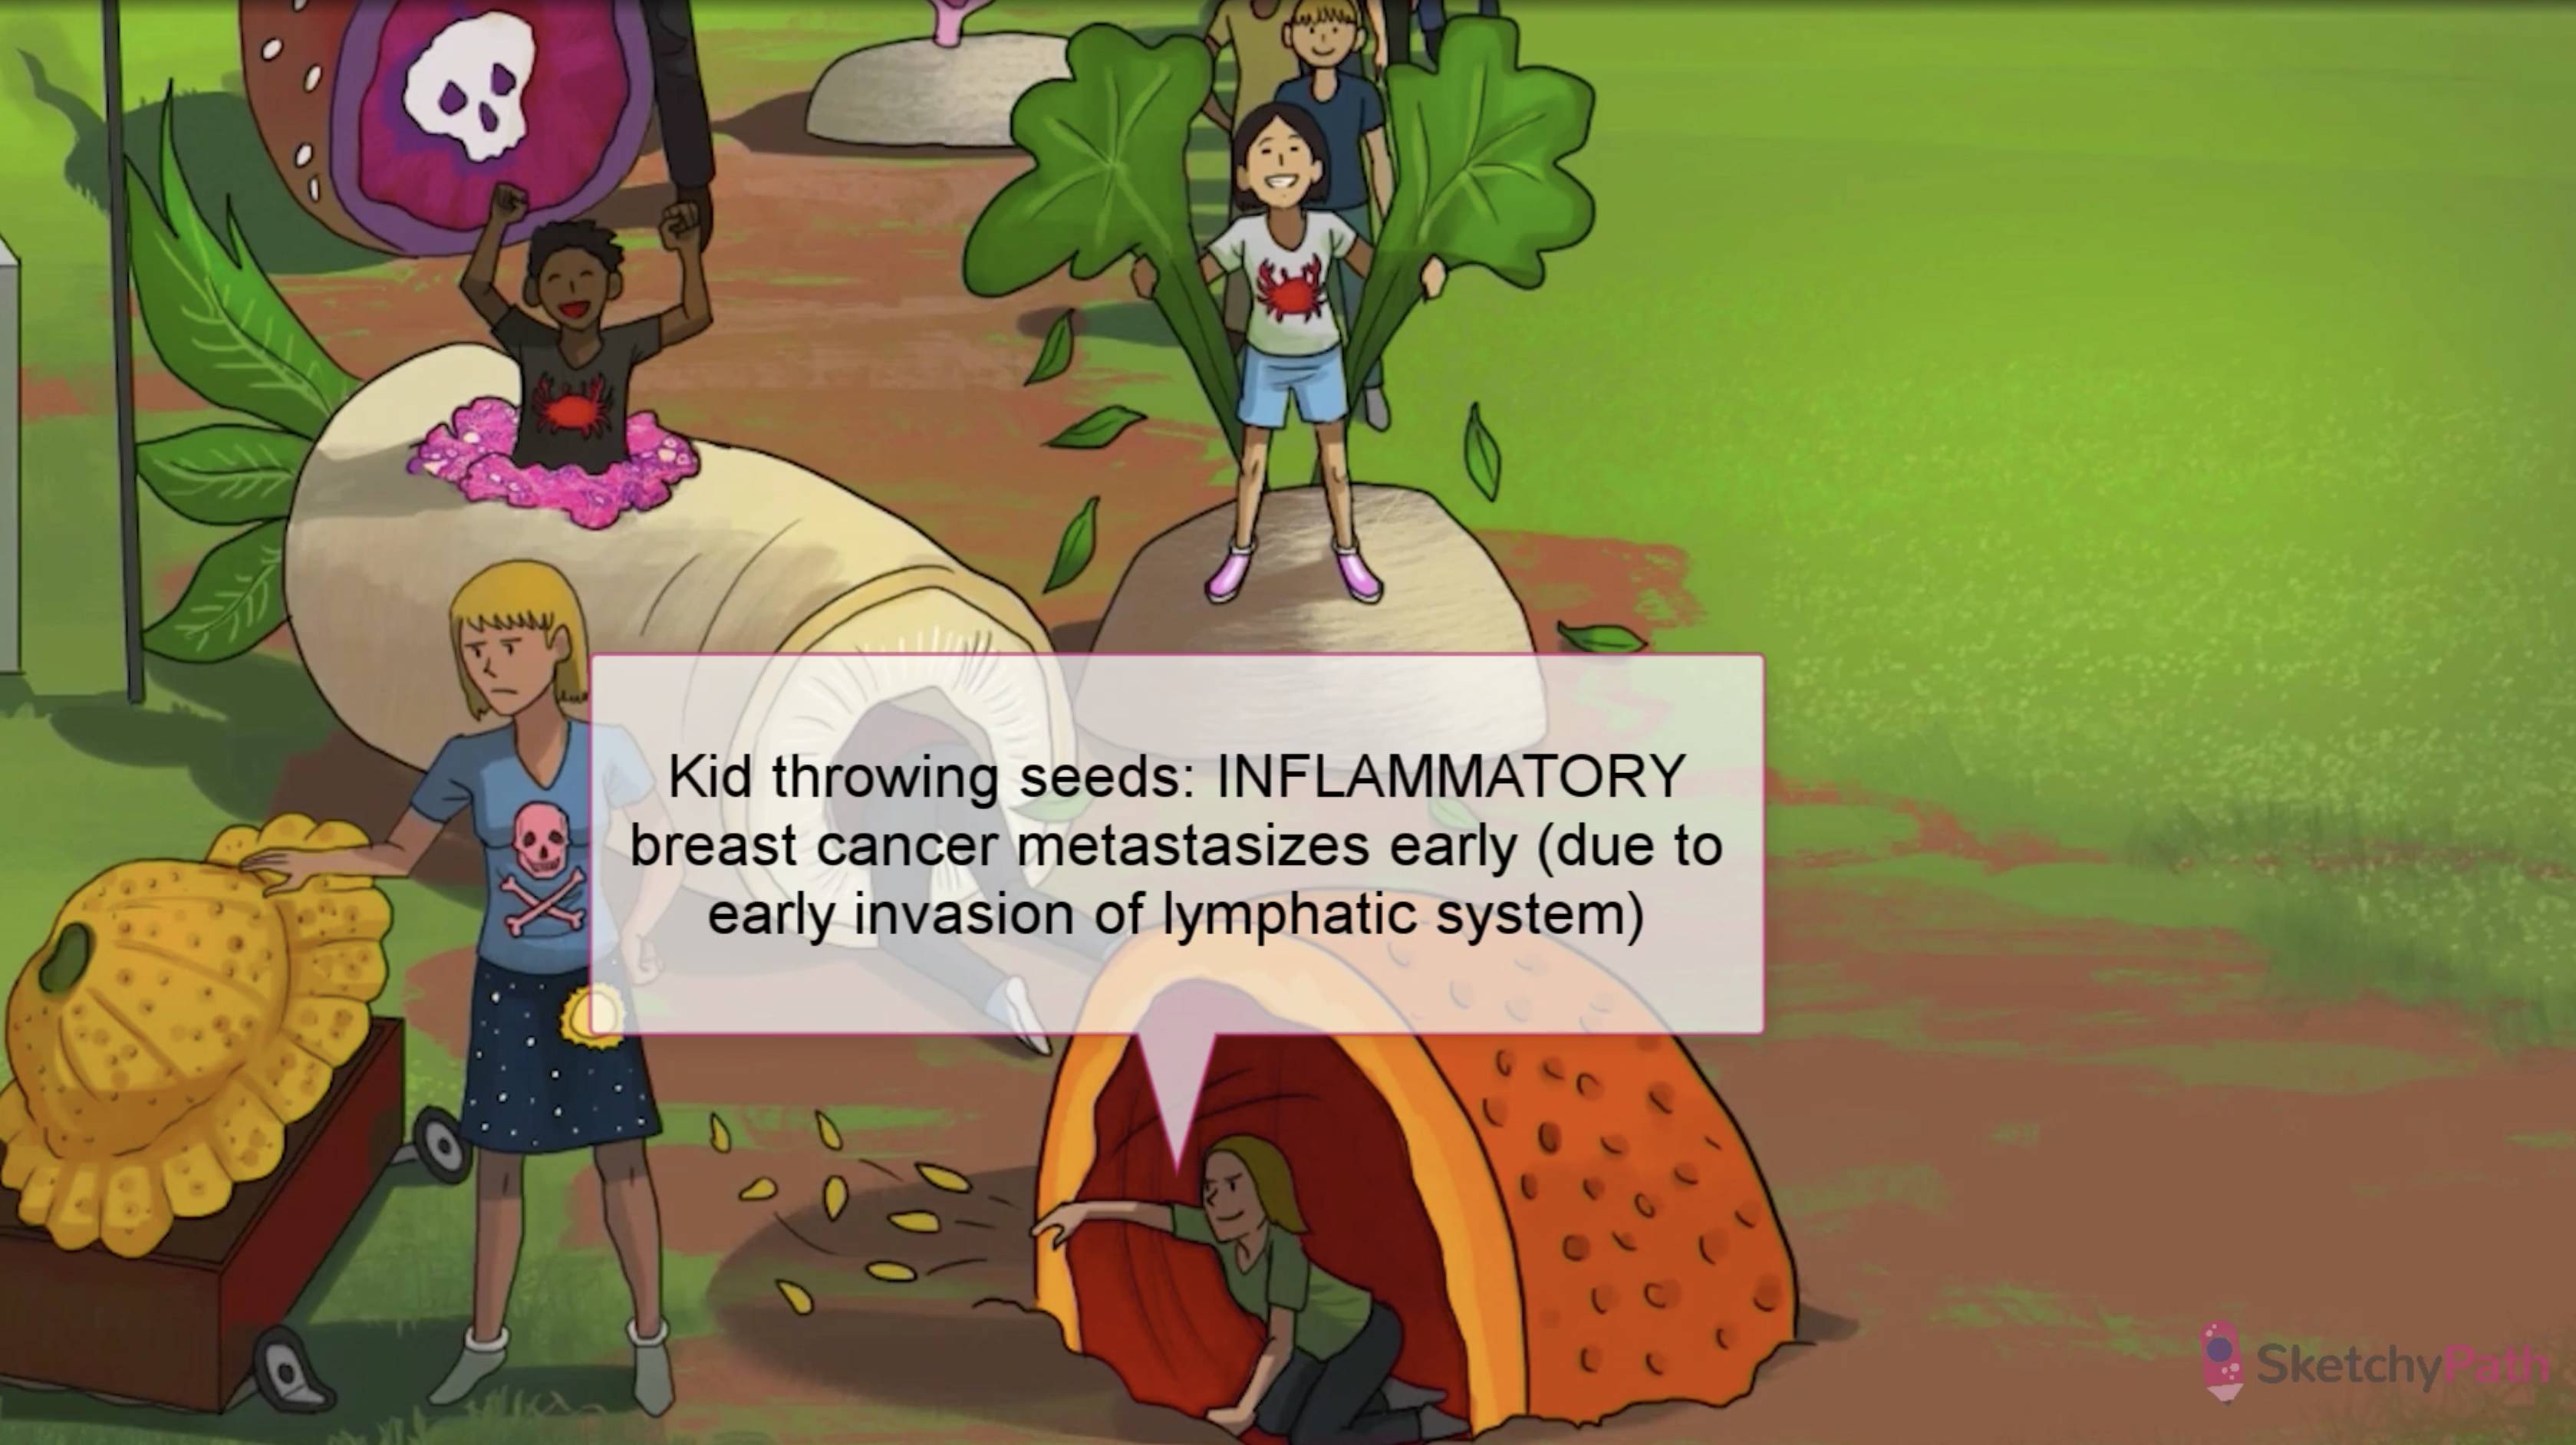 Kid throwing seeds: INFLAMMATORY
breast cancer metastasizes early (due to
early invasion of lymphatic system)
SketchyPath